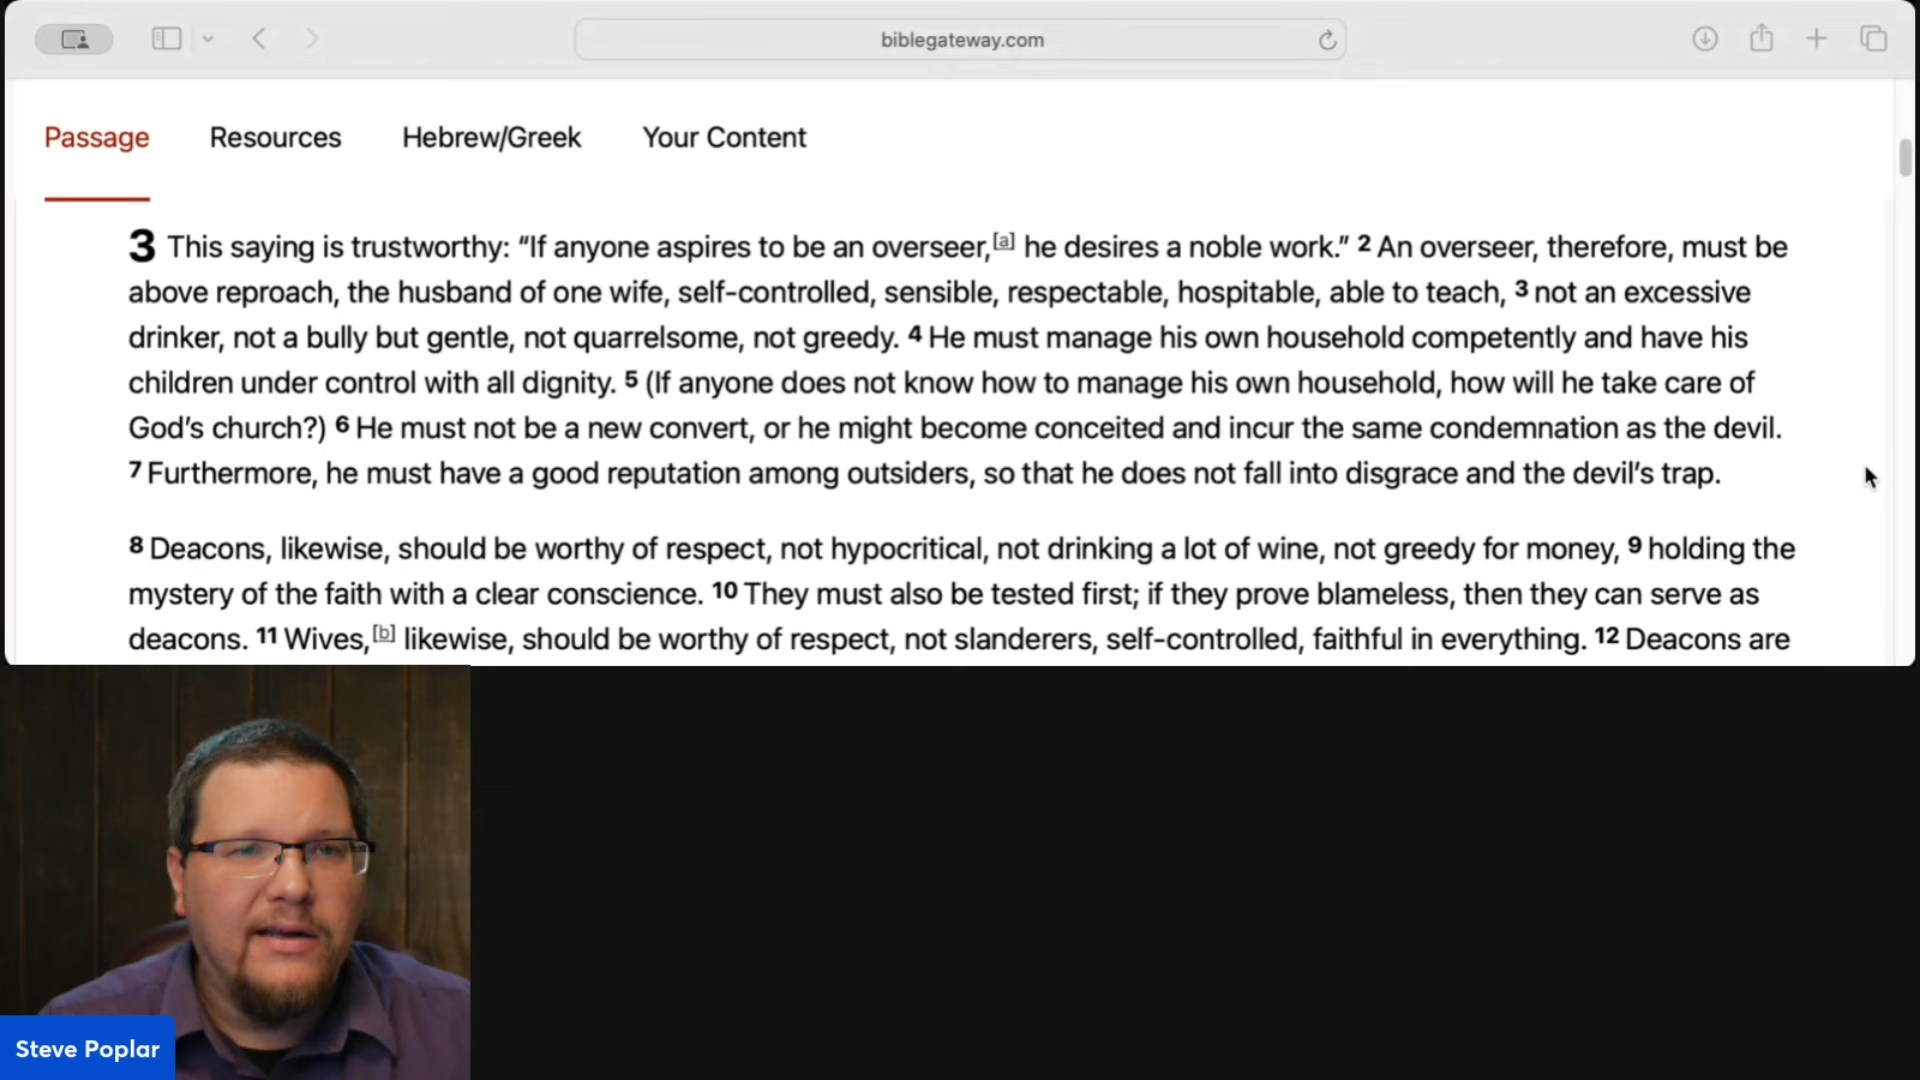 biblegateway.com
Passage Resources Hebrew/Greek Your Content
3 This saying is trustworthy: “If anyone aspires to be an overseer,[a] he desires a noble work.” 2 An overseer, therefore, must be
above reproach, the husband of one wife, self-controlled, sensible, respectable, hospitable, able to teach, 3 not an excessive
drinker, not a bully but gentle, not quarrelsome, not greedy. 4 He must manage his own household competently and have his
children under control with all dignity. 5 (If anyone does not know how to manage his own household, how will he take care of
God’s church?) 6 He must not be a new convert, or he might become conceited and incur the same condemnation as the devil.
7 Furthermore, he must have a good reputation among outsiders, so that he does not fall into disgrace and the devil’s trap.
8 Deacons, likewise, should be worthy of respect, not hypocritical, not drinking a lot of wine, not greedy for money, 9 holding the
mystery of the faith with a clear conscience. 10 They must also be tested first; if they prove blameless, then they can serve as
deacons. 11 Wives,[b] likewise, should be worthy of respect, not slanderers, self-controlled, faithful in everything. 12 Deacons are
Steve Poplar